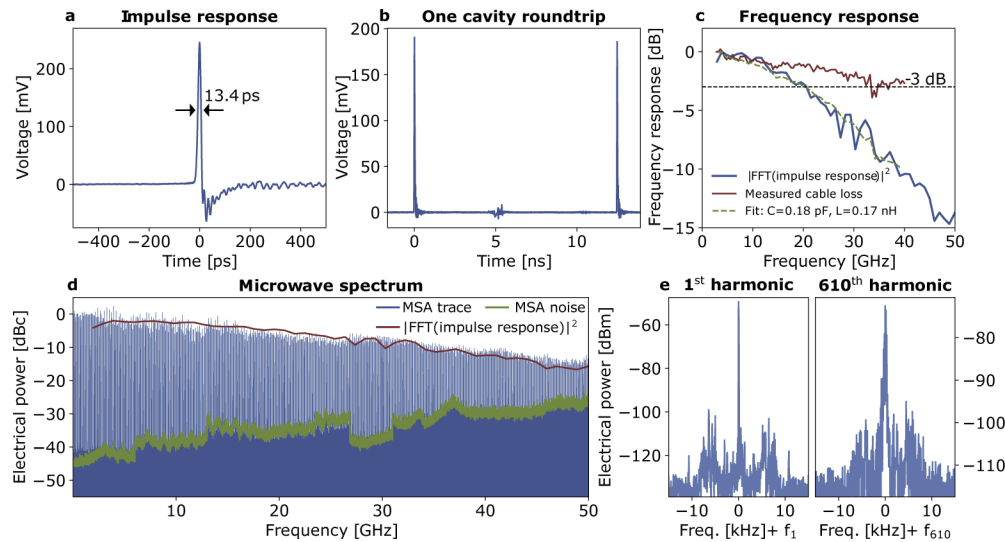 a Impulse response
Voltage [mV]
200
100
0
13.4 ps
−500 −250 0 250 500
Time [ps]
b One cavity roundtrip
Voltage [mV]
200
150
100
50
0
0 5 10
Time [ns]
c Frequency response
Frequency response [dB]
0
−5
−10
−15
-3 dB
|FFT(impulse response)|²
Measured cable loss
Fit: C=0.18 pF, L=0.17 nH
0 10 20 30 40 50
Frequency [GHz]
d Microwave spectrum
Electrical power [dBc]
0
−10
−20
−30
−40
−50
MSA trace MSA noise
|FFT(impulse response)|²
10 20 30 40 50
Frequency [GHz]
e 1st harmonic
Electrical power [dBm]
−60
−80
−100
−120
−10 0 10
Freq. [kHz]+ f₁
610th harmonic
−80
−90
−100
−110
−10 0 10
Freq. [kHz]+ f₆₁₀